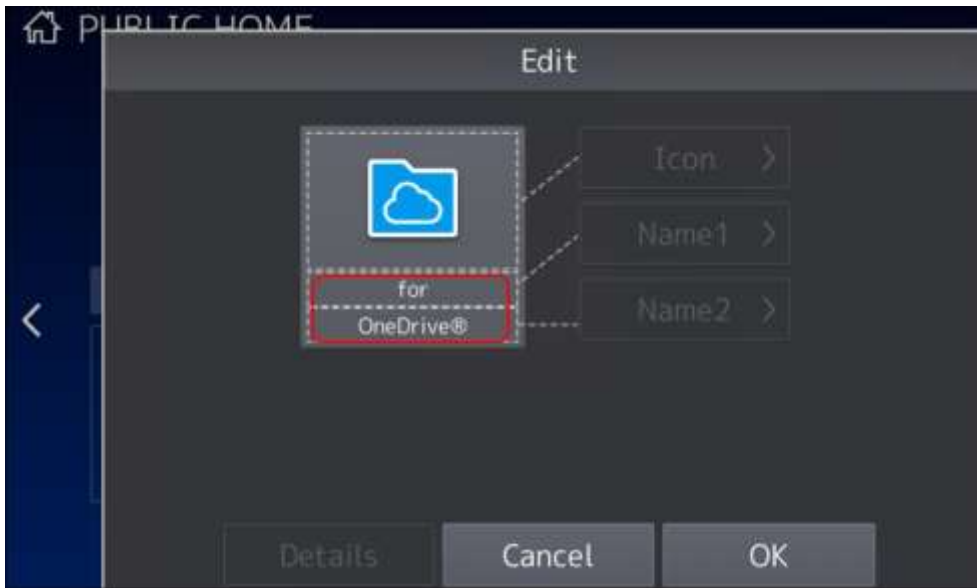 PUBLIC HOME
Edit
Icon
Name1
for
OneDrive®
Name2
Details
Cancel
OK